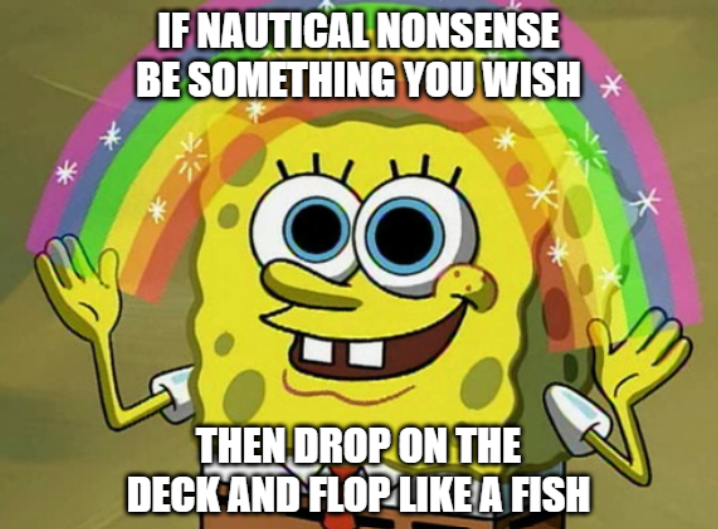 IF NAUTICAL NONSENSE
BE SOMETHING YOU WISH
THEN DROP ON THE
DECK AND FLOP LIKE A FISH